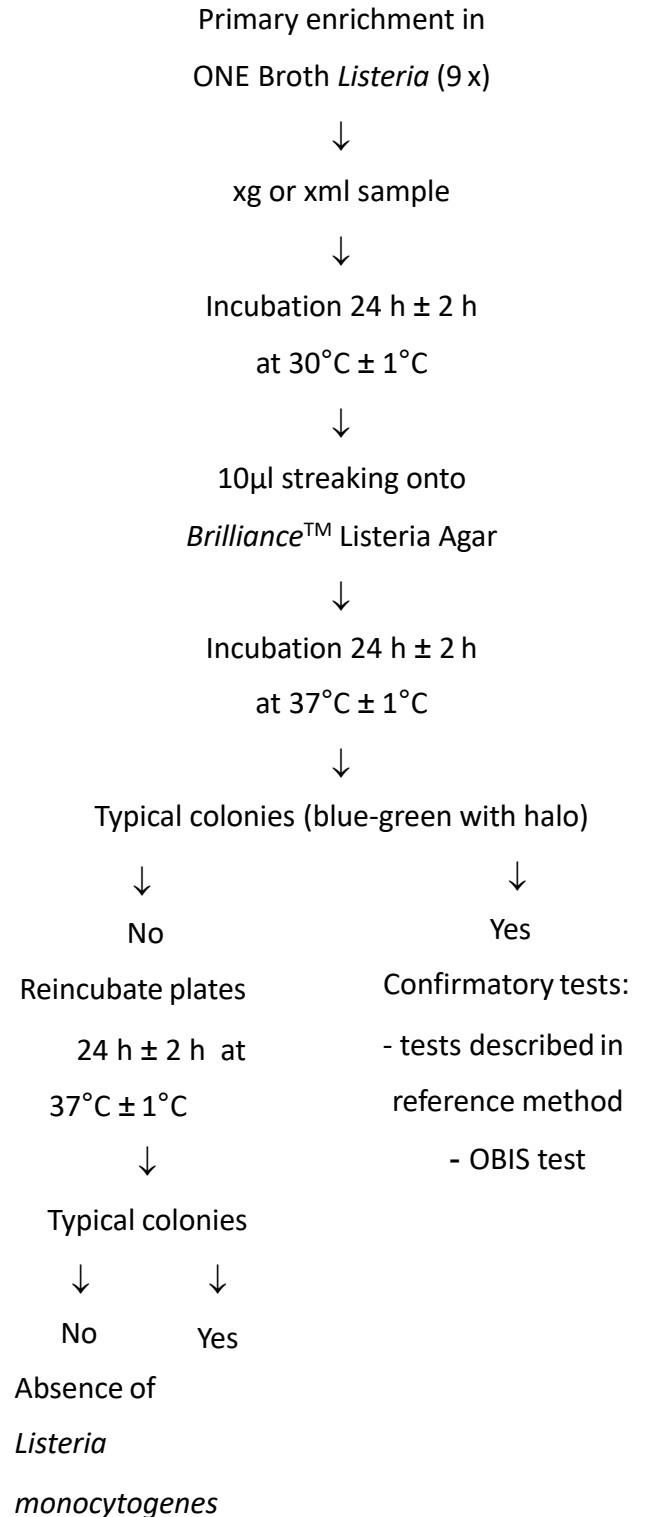 Primary enrichment in
ONE Broth Listeria (9 x)
↓
xg or xml sample
↓
Incubation 24 h ± 2 h
at 30°C ± 1°C
↓
10µl streaking onto
Brilliance™ Listeria Agar
↓
Incubation 24 h ± 2 h
at 37°C ± 1°C
↓
Typical colonies (blue-green with halo)
↓ ↓
No
Reincubate plates
24 h ± 2 h at
37°C ± 1°C
↓
Typical colonies
↓ ↓
No Yes
Absence of
Listeria
monocytogenes
Yes
Confirmatory tests:
- tests described in
reference method
- OBIS test